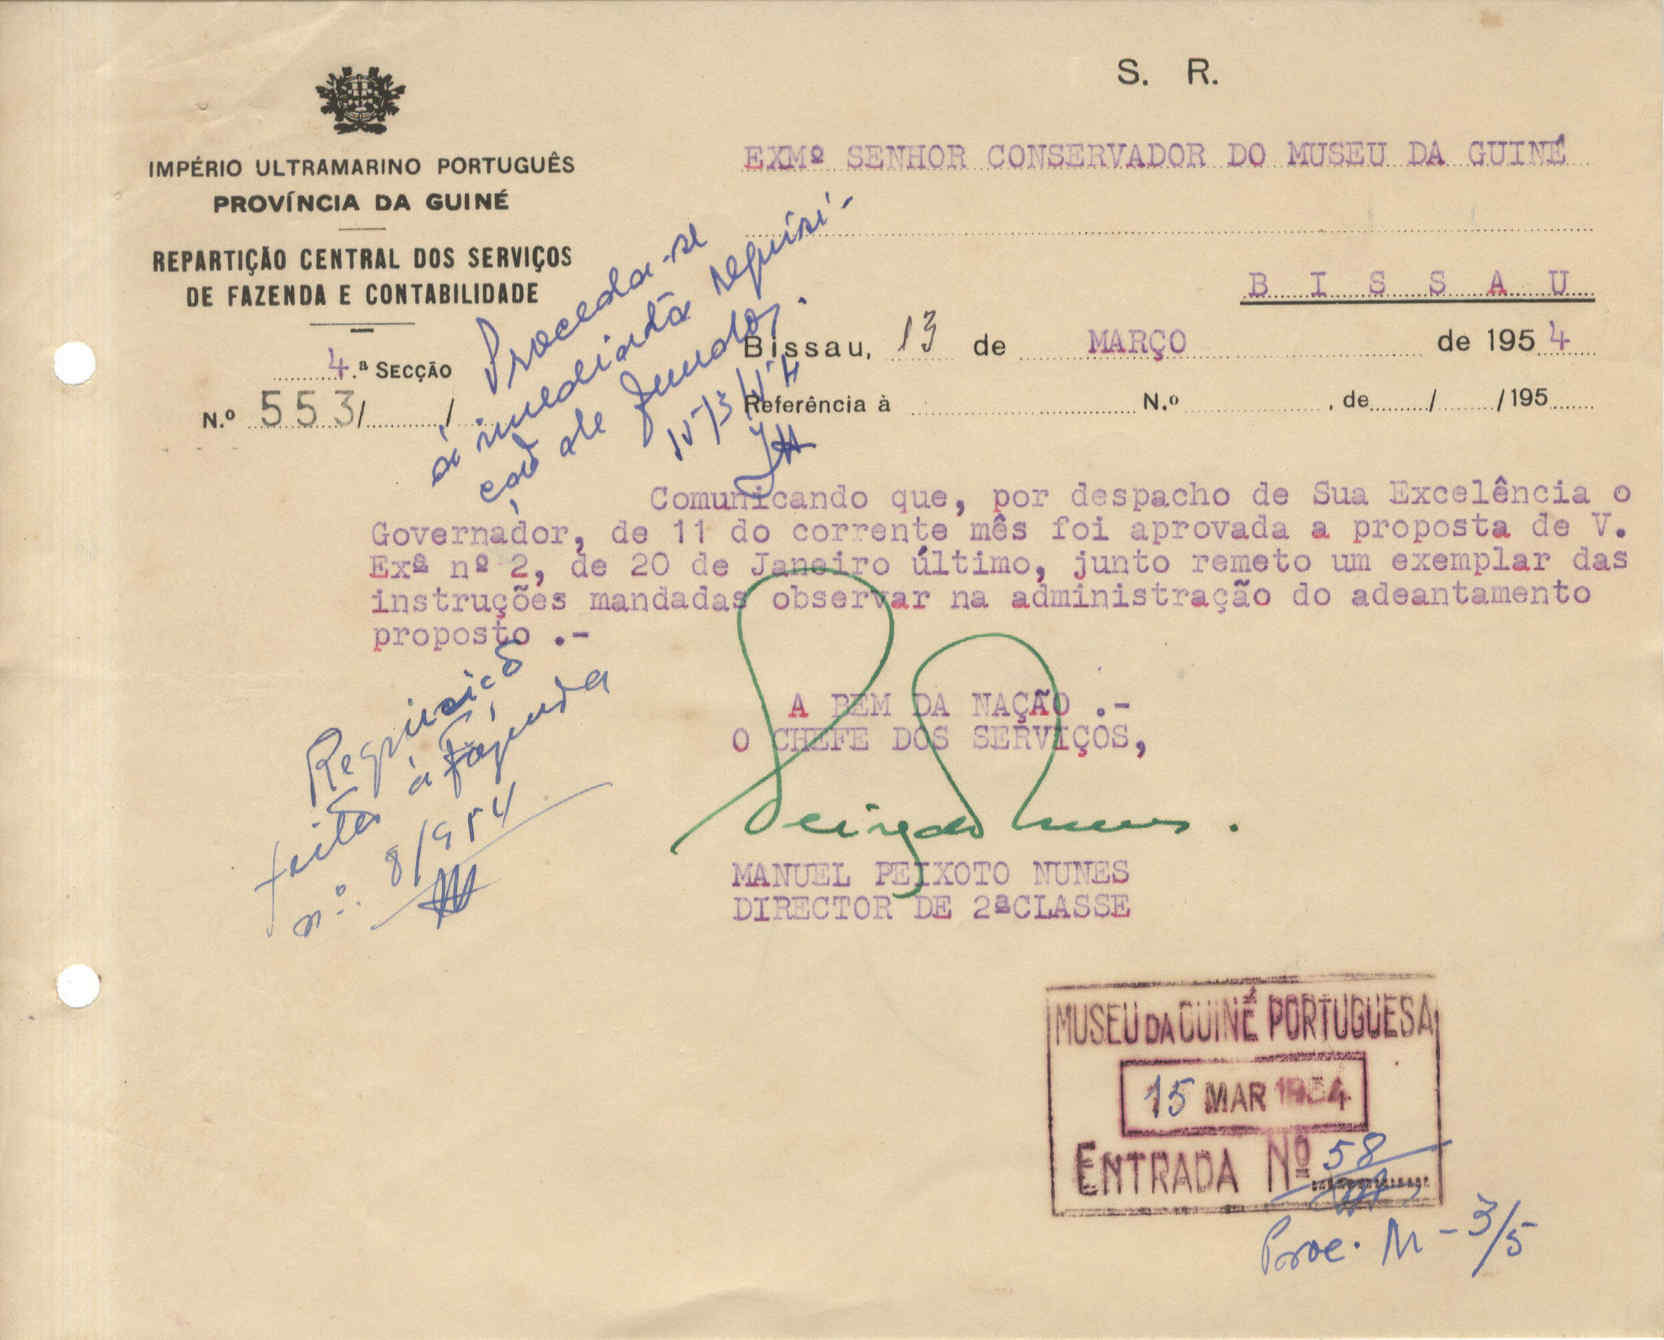 S. R.
IMPÉRIO ULTRAMARINO PORTUGUÊS
PROVÍNCIA DA GUINÉ
REPARTIÇÃO CENTRAL DOS SERVIÇOS
DE FAZENDA E CONTABILIDADE
4.ª SECÇÃO
N.º 553/ /
EXMº SENHOR CONSERVADOR DO MUSEU DA GUINÉ
BISSAU
Bissau, 13 de MARÇO de 1954
Referência à N.º , de / /195
Proceda-se
à imediata requisi-
ção de fundos.
15/3/54
Comunicando que, por despacho de Sua Excelência o
Governador, de 11 do corrente mês foi aprovada a proposta de V.
Exª nº 2, de 20 de Janeiro último, junto remeto um exemplar das
instruções mandadas observar na administração do adeantamento
proposto .-
A BEM DA NAÇÃO .-
O CHEFE DOS SERVIÇOS,
Peixoto Nunes.
MANUEL PEIXOTO NUNES
DIRECTOR DE 2ªCLASSE
Requisição
feita à Fazenda
nº. 8/954
MUSEU DA GUINÉ PORTUGUESA
15 MAR 1954
ENTRADA Nº 58
Proc. M-3/5